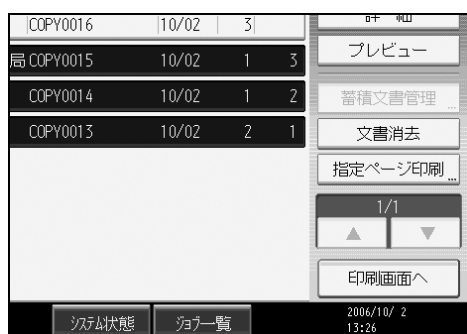 COPY0016 10/02 3
詳 細
局 COPY0015 10/02 1 3
プレビュー
COPY0014 10/02 1 2
蓄積文書管理
COPY0013 10/02 2 1
文書消去
指定ページ印刷
1/1
▲ ▼
印刷画面へ
システム状態 ジョブ一覧
2006/10/ 2
13:26